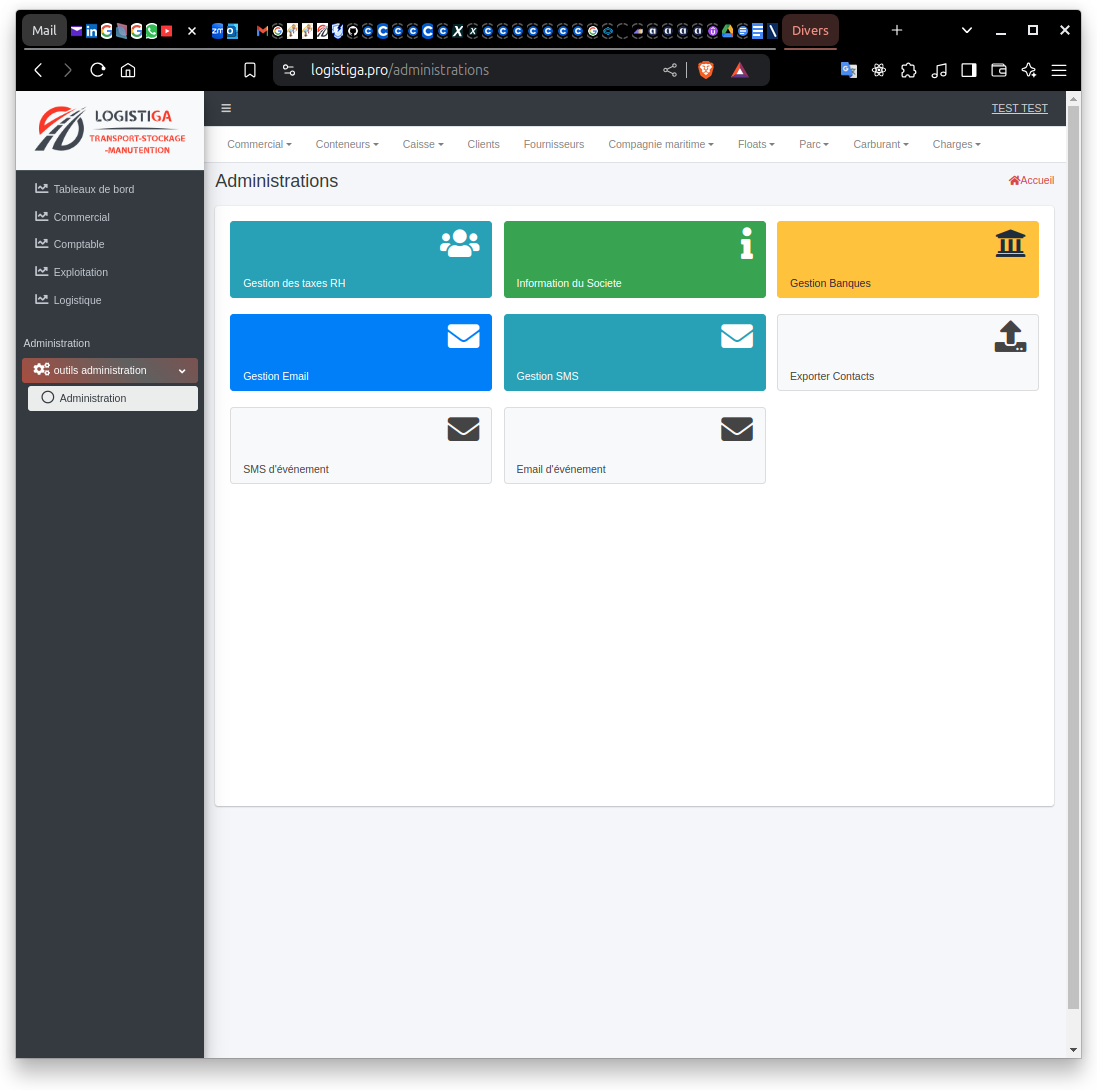 Mail
Divers
logistiga.pro/administrations
LOGISTIGA
TRANSPORT-STOCKAGE
-MANUTENTION
TEST TEST
Commercial Conteneurs Caisse Clients Fournisseurs Compagnie maritime Floats Parc Carburant Charges
Administrations
Accueil
Tableaux de bord
Commercial
Comptable
Exploitation
Logistique
Administration
outils administration
Administration
Gestion des taxes RH
Information du Societe
Gestion Banques
Gestion Email
Gestion SMS
Exporter Contacts
SMS d'événement
Email d'événement